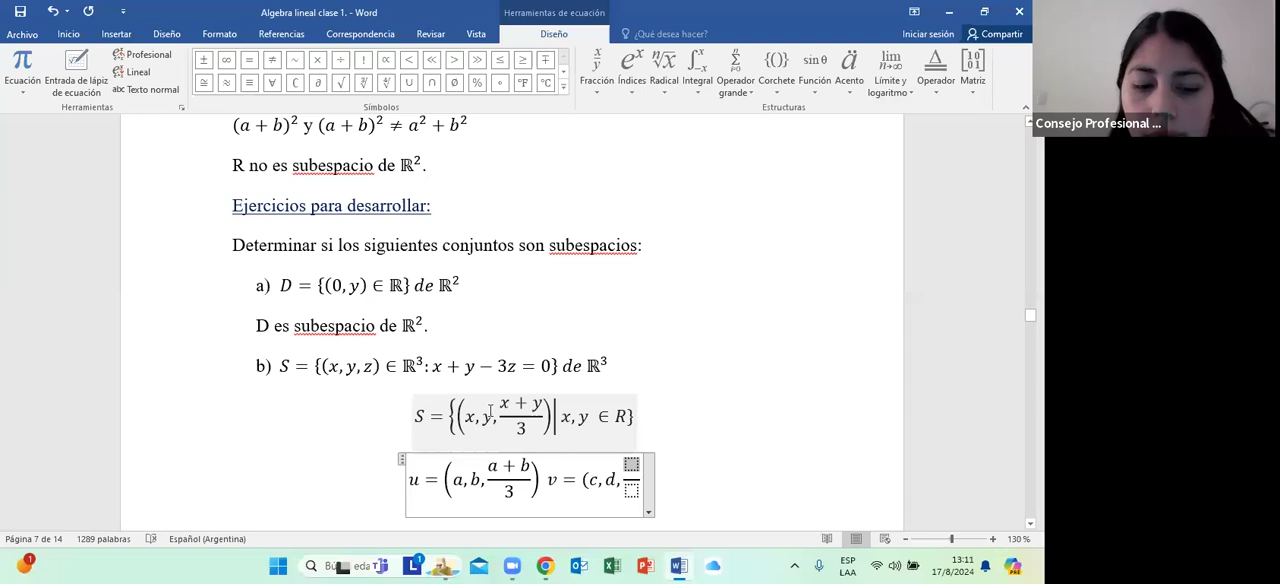 Algebra lineal clase 1. - Word
Herramientas de ecuación
Archivo Inicio Insertar Diseño Formato Referencias Correspondencia Revisar Vista Diseño ¿Qué desea hacer? Iniciar sesión Compartir
Ecuación Entrada de lápiz de ecuación
Profesional
Lineal
abc Texto normal
± ∞ = ≠ ~ × ÷ ! ∝ < ≪ > ≫ ≤ ≥ ∓
≅ ≈ ≡ ∀ ∁ ∂ √ ∛ ∜ ∪ ∩ ∅ % ° °F °C
Fracción Índices Radical Integral Operador grande Corchete Función Acento Límite y logaritmo Operador Matriz
Herramientas Símbolos Estructuras
Consejo Profesional ...
(a + b)² y (a + b)² ≠ a² + b²
R no es subespacio de ℝ².
Ejercicios para desarrollar:
Determinar si los siguientes conjuntos son subespacios:
a) D = {(0, y) ∈ ℝ} de ℝ²
D es subespacio de ℝ².
b) S = {(x, y, z) ∈ ℝ³: x + y − 3z = 0} de ℝ³
S = {(x, y, (x + y)/3)| x, y ∈ R}
u = (a, b, (a + b)/3) v = (c, d,
Página 7 de 14 1289 palabras Español (Argentina) 130 %
ESP
LAA
13:11
17/8/2024